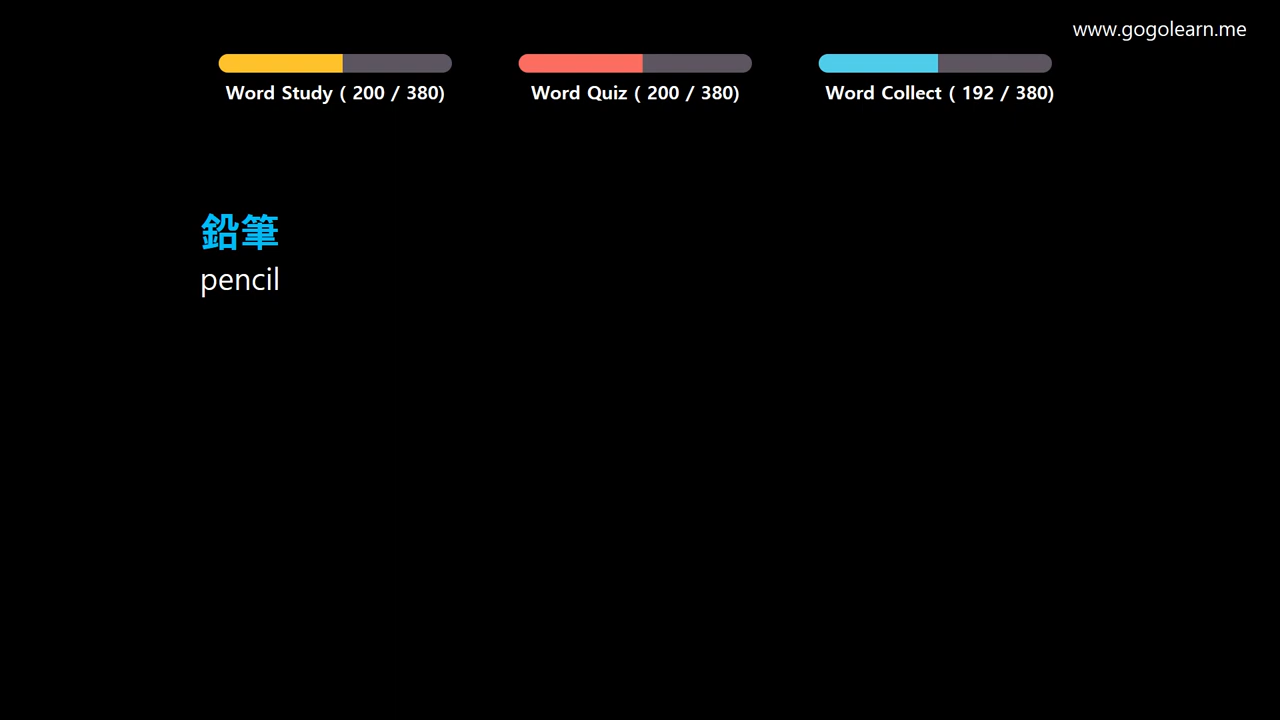 www.gogolearn.me
Word Study ( 200 / 380)
Word Quiz ( 200 / 380)
Word Collect ( 192 / 380)
鉛筆
pencil